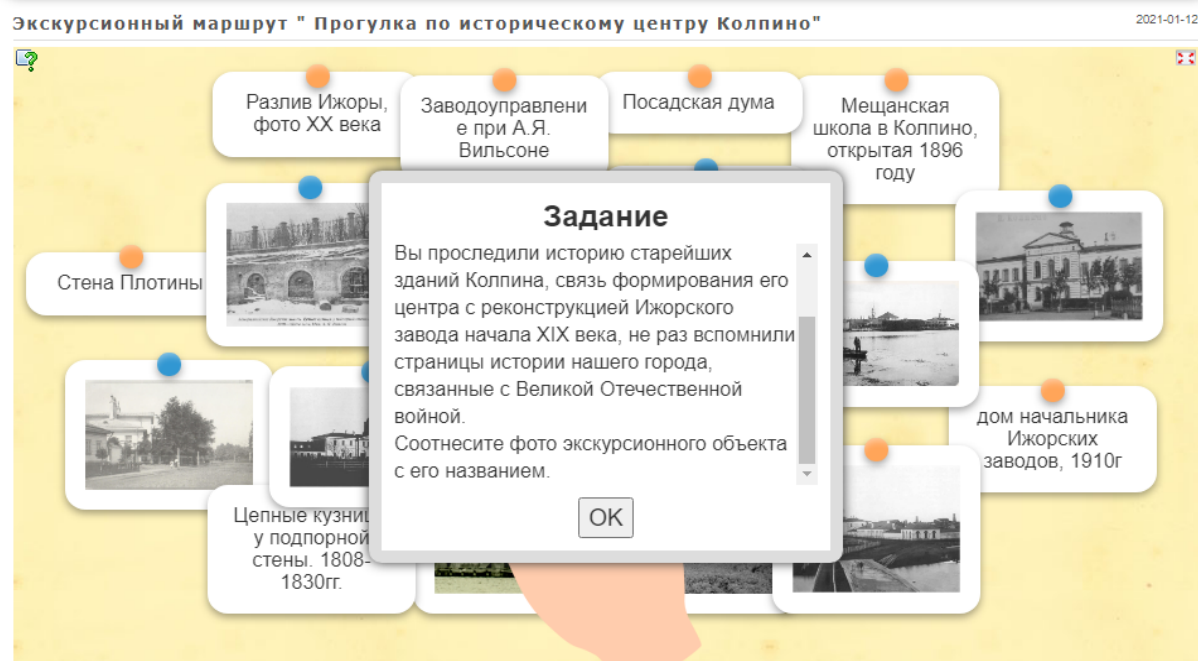 Экскурсионный маршрут " Прогулка по историческому центру Колпино"
2021-01-12
Разлив Ижоры,
фото XX века
Заводоуправлени
е при А.Я.
Вильсоне
Посадская дума
Мещанская
школа в Колпино,
открытая 1896
году
Стена Плотины
Задание
Вы проследили историю старейших
зданий Колпина, связь формирования его
центра с реконструкцией Ижорского
завода начала XIX века, не раз вспомнили
страницы истории нашего города,
связанные с Великой Отечественной
войной.
Соотнесите фото экскурсионного объекта
с его названием.
OK
дом начальника
Ижорских
заводов, 1910г
Цепные кузниц
у подпорной
стены. 1808-
1830гг.